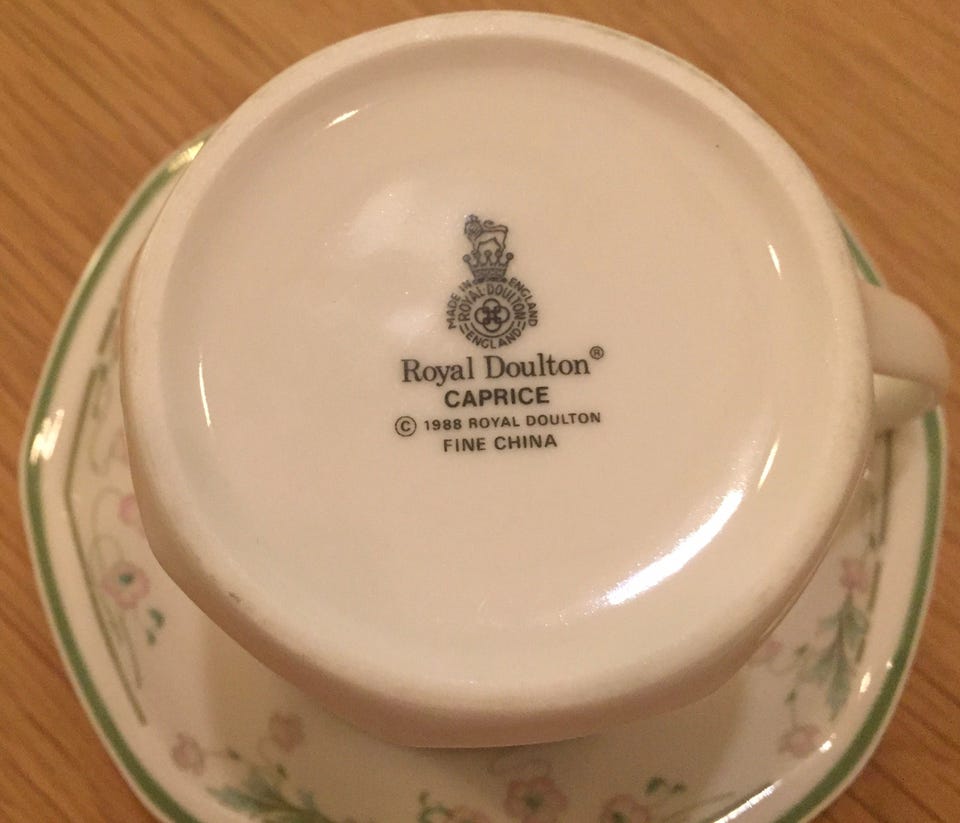 MADE IN ENGLAND
ROYAL DOULTON
ENGLAND
Royal Doulton®
CAPRICE
© 1988 ROYAL DOULTON
FINE CHINA